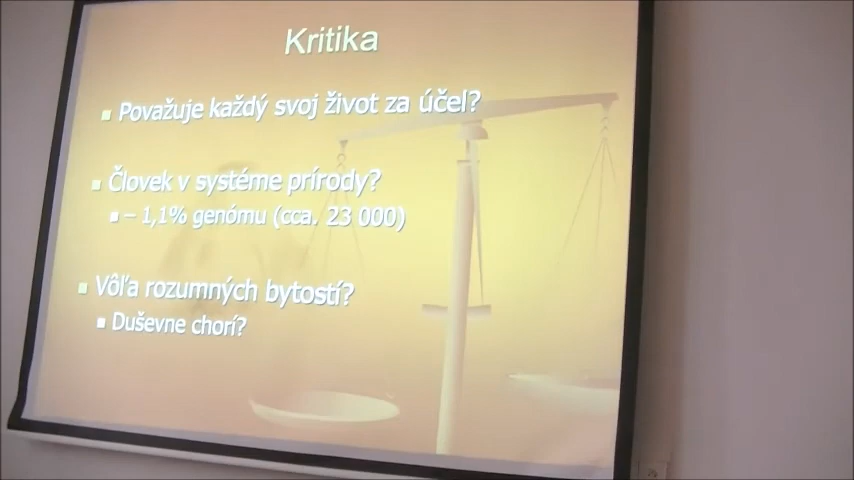 Kritika
Považuje každý svoj život za účel?
Človek v systéme prírody?
– 1,1% genómu (cca. 23 000)
Vôľa rozumných bytostí?
Duševne chorí?